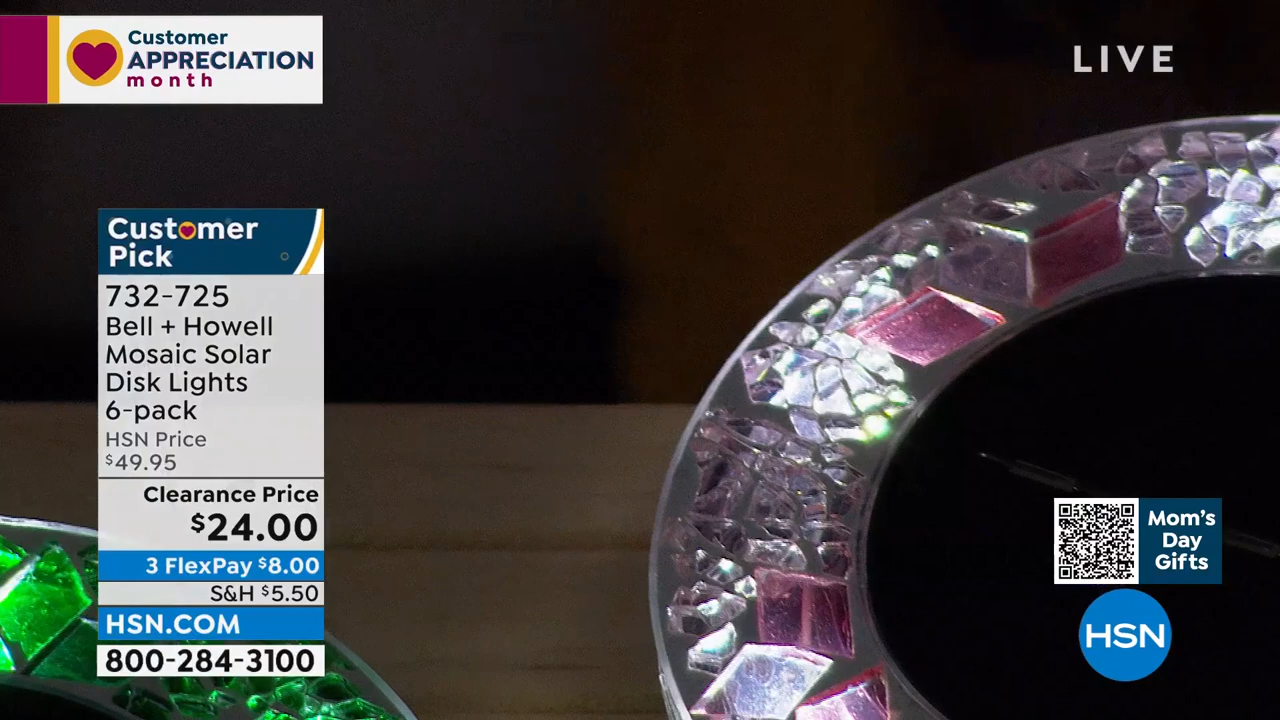 Customer
APPRECIATION
month
LIVE
Customer
Pick
732-725
Bell + Howell
Mosaic Solar
Disk Lights
6-pack
HSN Price
$49.95
Clearance Price
$24.00
3 FlexPay $8.00
S&H $5.50
HSN.COM
800-284-3100
Mom's
Day
Gifts
HSN